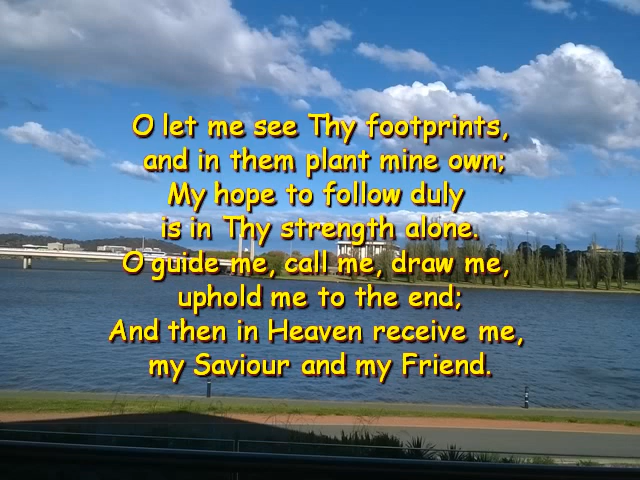 O let me see Thy footprints,
and in them plant mine own;
My hope to follow duly
is in Thy strength alone.
O guide me, call me, draw me,
uphold me to the end;
And then in Heaven receive me,
my Saviour and my Friend.